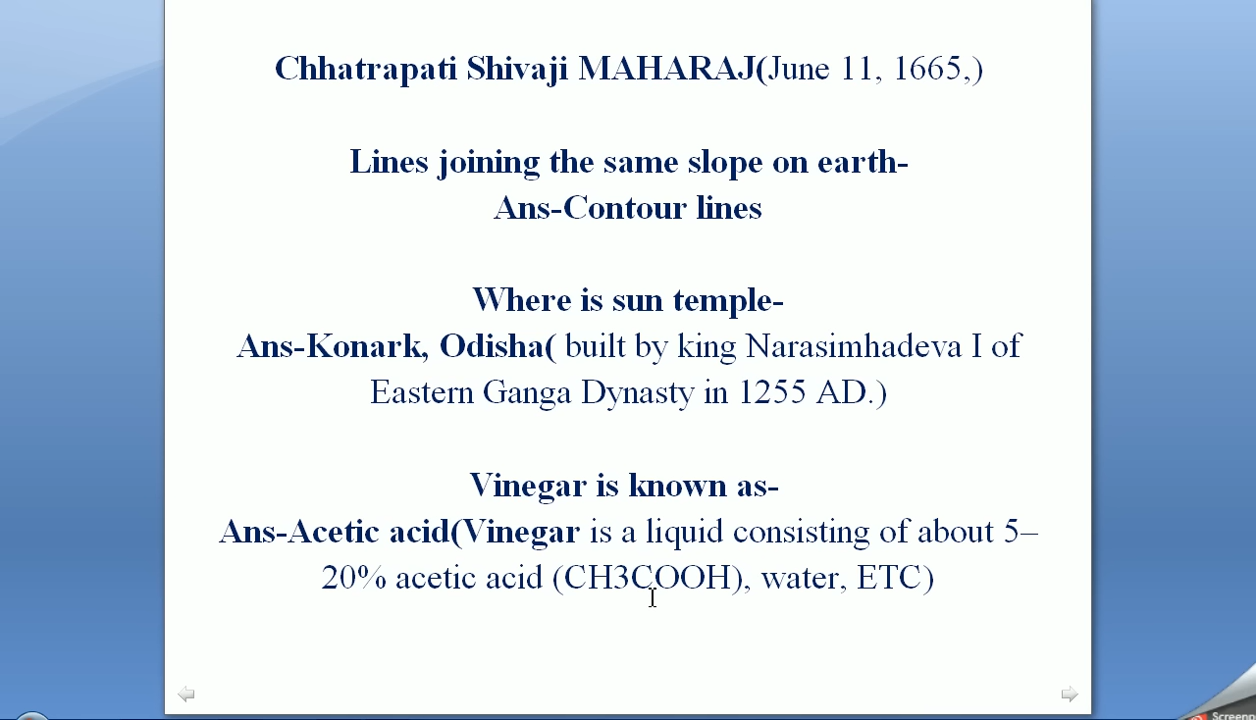 Chhatrapati Shivaji MAHARAJ(June 11, 1665,)
Lines joining the same slope on earth-
Ans-Contour lines
Where is sun temple-
Ans-Konark, Odisha( built by king Narasimhadeva I of
Eastern Ganga Dynasty in 1255 AD.)
Vinegar is known as-
Ans-Acetic acid(Vinegar is a liquid consisting of about 5–
20% acetic acid (CH3COOH), water, ETC)